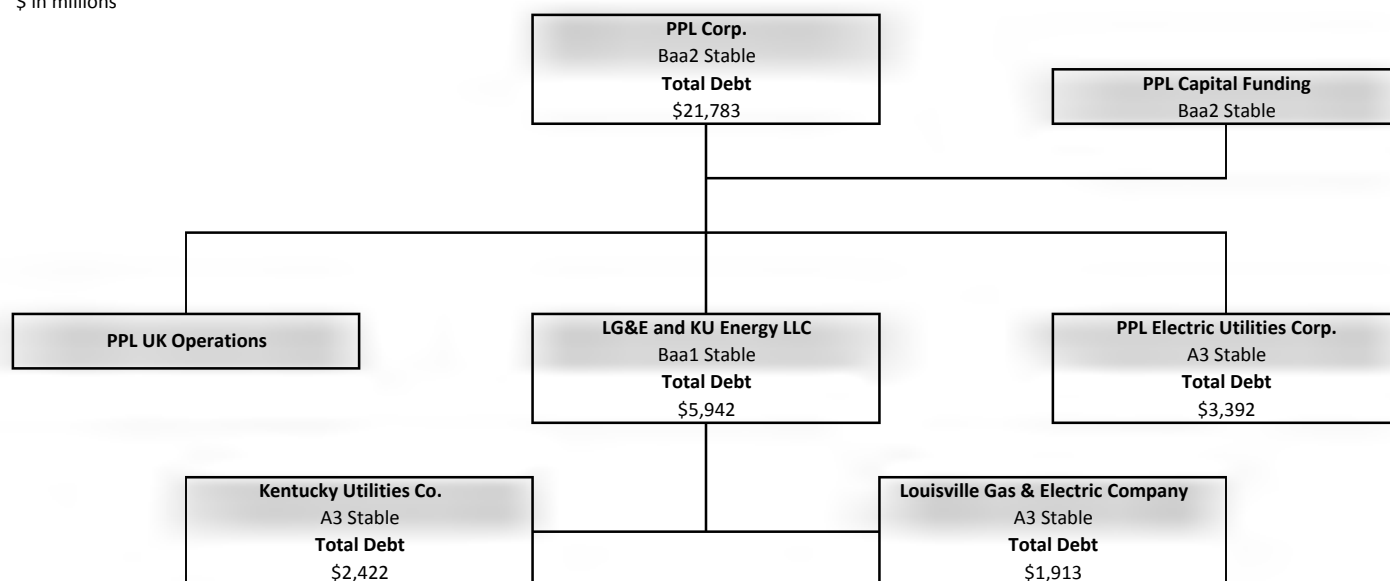 $ in millions
PPL Corp.
Baa2 Stable
Total Debt
$21,783
PPL Capital Funding
Baa2 Stable
PPL UK Operations
LG&E and KU Energy LLC
Baa1 Stable
Total Debt
$5,942
PPL Electric Utilities Corp.
A3 Stable
Total Debt
$3,392
Kentucky Utilities Co.
A3 Stable
Total Debt
$2,422
Louisville Gas & Electric Company
A3 Stable
Total Debt
$1,913